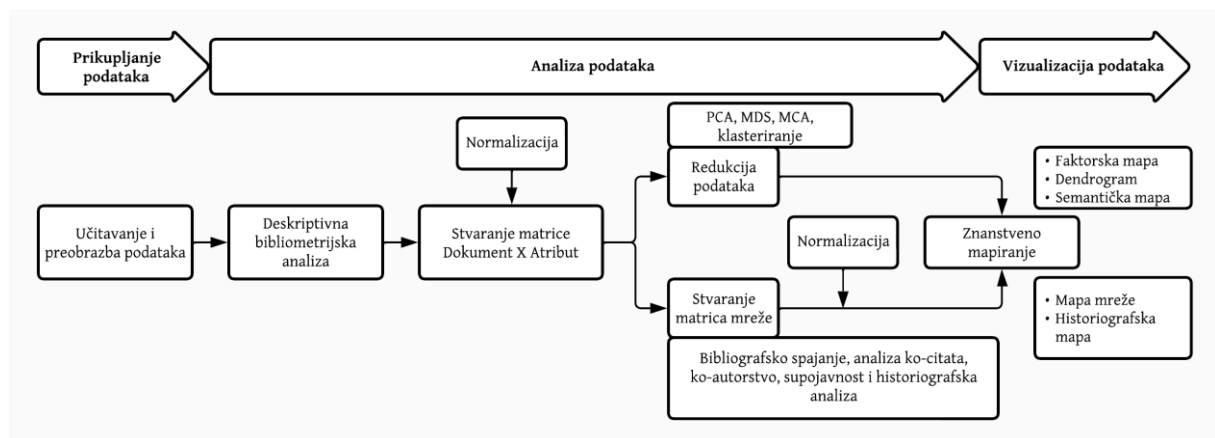 Prikupljanje
podataka
Analiza podataka
Vizualizacija podataka
PCA, MDS, MCA,
klasteriranje
Normalizacija
Redukcija
podataka
• Faktorska mapa
• Dendrogram
• Semantička mapa
Učitavanje i
preobrazba podataka
Deskriptivna
bibliometrijska
analiza
Stvaranje matrice
Dokument X Atribut
Normalizacija
Znanstveno
mapiranje
Stvaranje
matrica mreže
• Mapa mreže
• Historiografska
mapa
Bibliografsko spajanje, analiza ko-citata,
ko-autorstvo, supojavnost i historiografska
analiza